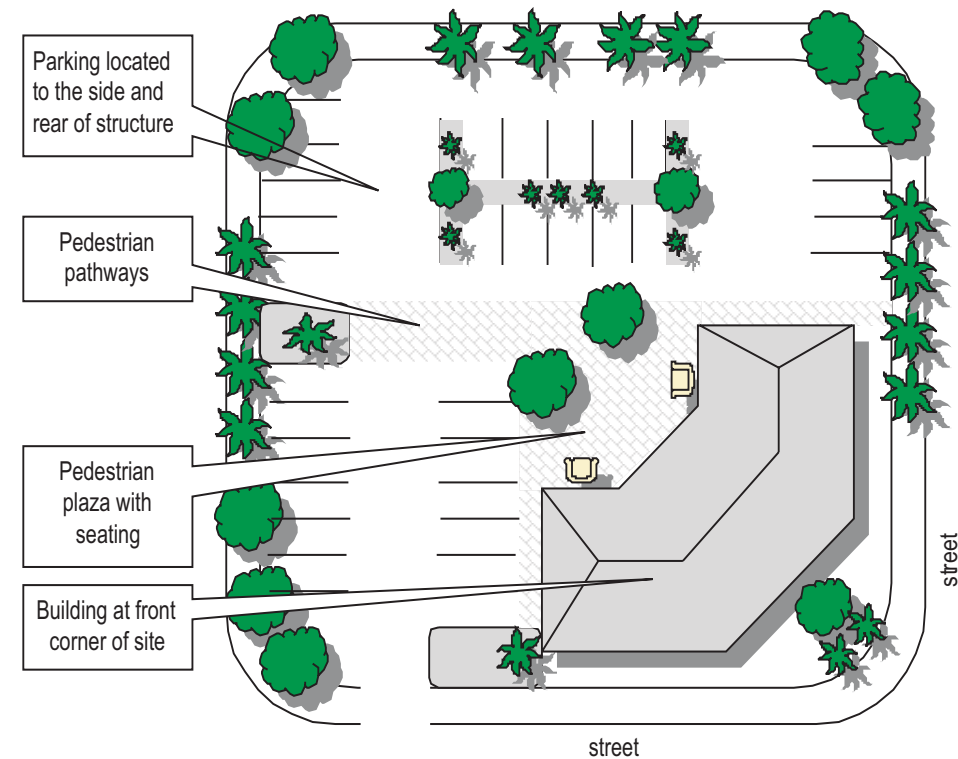 Parking located
to the side and
rear of structure
Pedestrian
pathways
Pedestrian
plaza with
seating
Building at front
corner of site
street
street